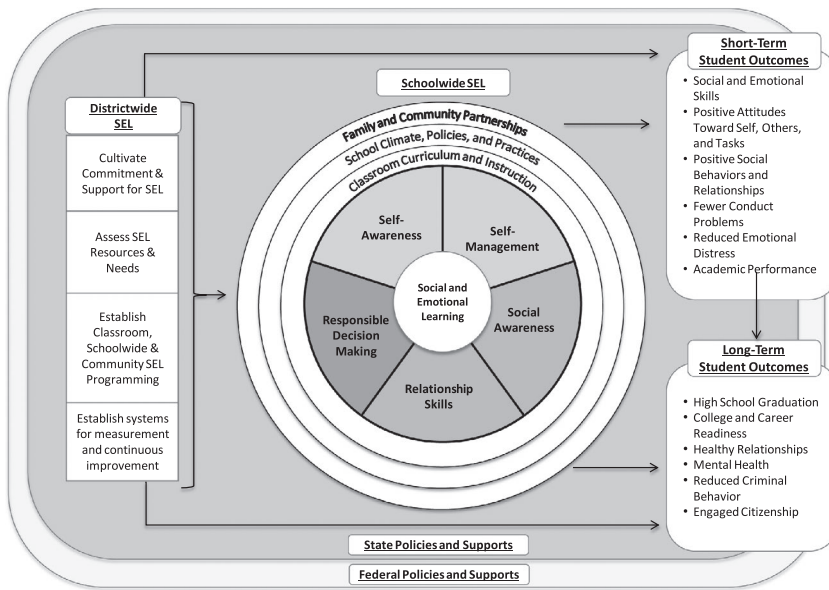 Districtwide
SEL
Cultivate
Commitment &
Support for SEL
Assess SEL
Resources &
Needs
Establish
Classroom,
Schoolwide &
Community SEL
Programming
Establish systems
for measurement
and continuous
improvement
Schoolwide SEL
Family and Community Partnerships
School Climate, Policies, and Practices
Classroom Curriculum and Instruction
Self-
Awareness
Self-
Management
Social and
Emotional
Learning
Social
Awareness
Responsible
Decision
Making
Relationship
Skills
Short-Term
Student Outcomes
• Social and Emotional
Skills
• Positive Attitudes
Toward Self, Others,
and Tasks
• Positive Social
Behaviors and
Relationships
• Fewer Conduct
Problems
• Reduced Emotional
Distress
• Academic Performance
Long-Term
Student Outcomes
• High School Graduation
• College and Career
Readiness
• Healthy Relationships
• Mental Health
• Reduced Criminal
Behavior
• Engaged Citizenship
State Policies and Supports
Federal Policies and Supports